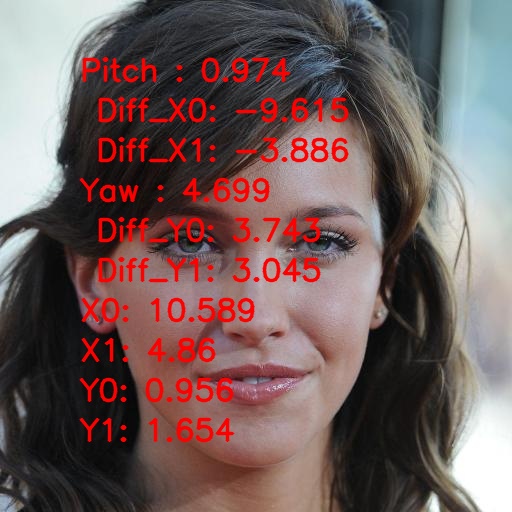 Pitch : 0.974
Diff_X0: -9.615
Diff_X1: -3.886
Yaw : 4.699
Diff_Y0: 3.743
Diff_Y1: 3.045
X0: 10.589
X1: 4.86
Y0: 0.956
Y1: 1.654